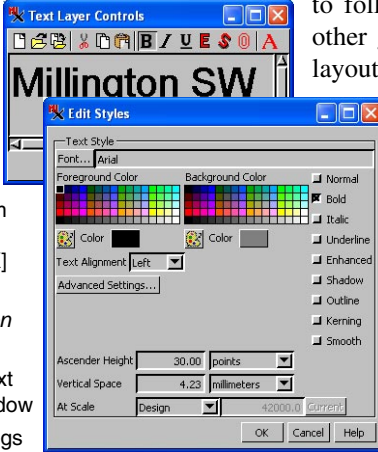 to foll
other
layout
Text Layer Controls
B I U E S O A
Millington SW
Edit Styles
Text Style
Font... Arial
Foreground Color Background Color
Color Color
Text Alignment Left
Advanced Settings...
Normal
Bold
Italic
Underline
Enhanced
Shadow
Outline
Kerning
Smooth
Ascender Height 30.00 points
Vertical Space 4.23 millimeters
At Scale Design 42000.0 Current
OK Cancel Help
n
]
n
xt
dow
gs